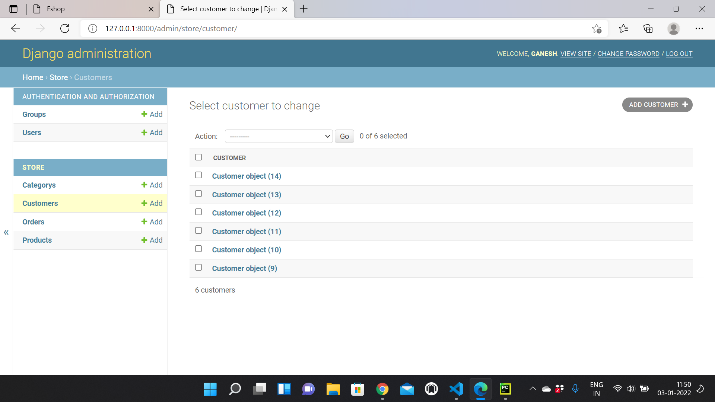 Eshop
Select customer to change | Djan
127.0.0.1:8000/admin/store/customer/
Django administration
WELCOME, GANESH. VIEW SITE / CHANGE PASSWORD / LOG OUT
Home › Store › Customers
AUTHENTICATION AND AUTHORIZATION
Groups + Add
Users + Add
STORE
Categorys + Add
Customers + Add
Orders + Add
Products + Add
«
Select customer to change
ADD CUSTOMER +
Action: --------- Go 0 of 6 selected
CUSTOMER
Customer object (14)
Customer object (13)
Customer object (12)
Customer object (11)
Customer object (10)
Customer object (9)
6 customers
ENG
IN
11:50
03-01-2022